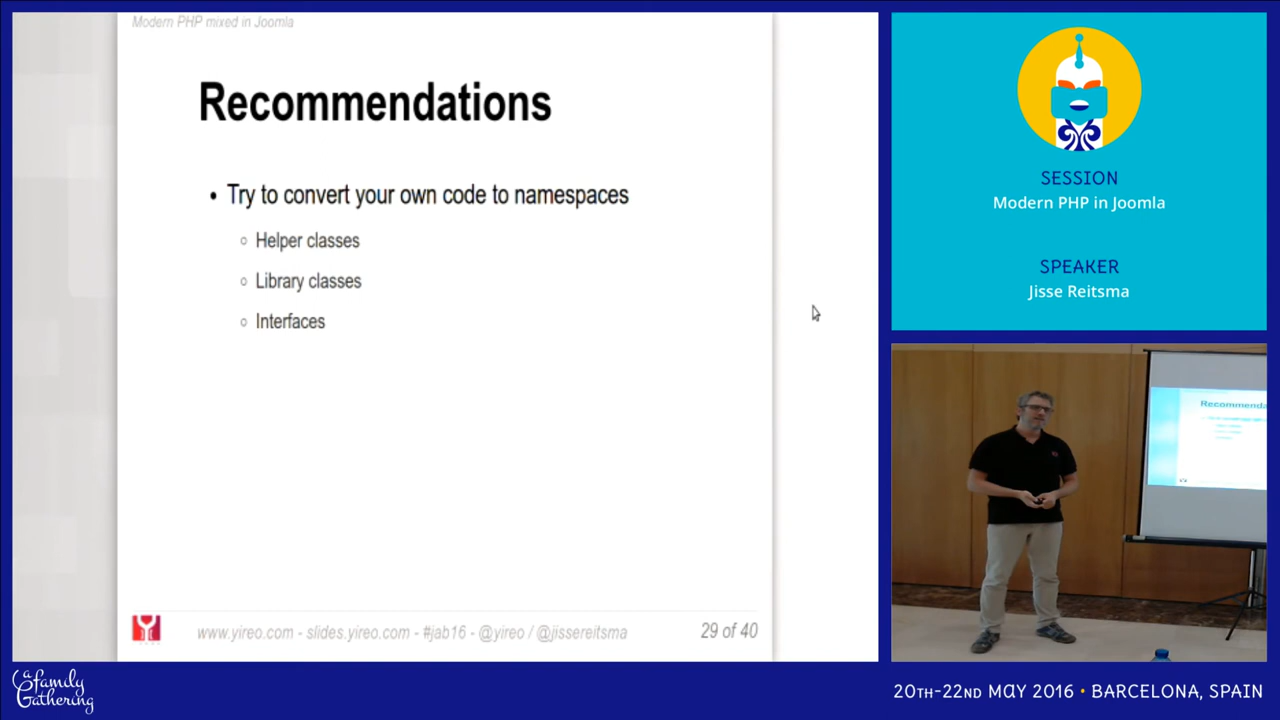 Modern PHP mixed in Joomla
Recommendations
• Try to convert your own code to namespaces
Helper classes
Library classes
Interfaces
www.yireo.com - slides.yireo.com - #jab16 - @yireo / @jissereitsma
29 of 40
SESSION
Modern PHP in Joomla
SPEAKER
Jisse Reitsma
Recommenda
a family
Gathering
20TH-22ND MAY 2016 • BARCELONA, SPAIN